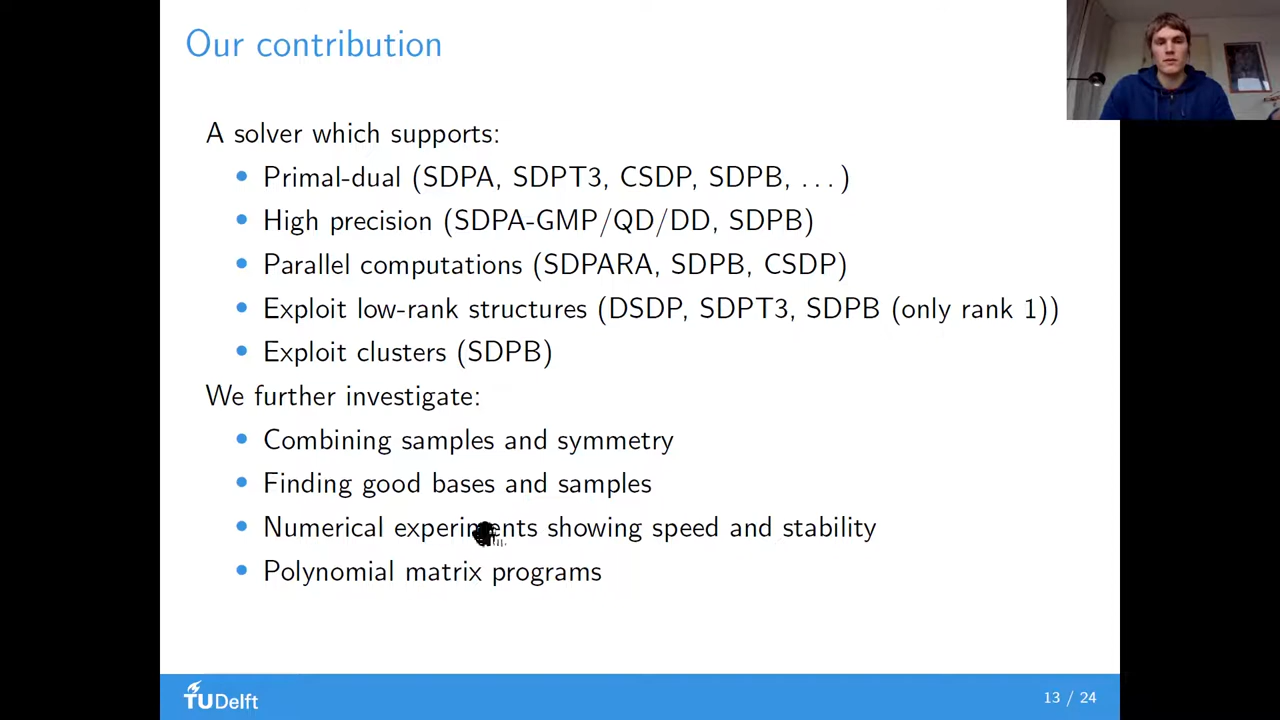 Our contribution
A solver which supports:
• Primal-dual (SDPA, SDPT3, CSDP, SDPB, . . . )
• High precision (SDPA-GMP/QD/DD, SDPB)
• Parallel computations (SDPARA, SDPB, CSDP)
• Exploit low-rank structures (DSDP, SDPT3, SDPB (only rank 1))
• Exploit clusters (SDPB)
We further investigate:
• Combining samples and symmetry
• Finding good bases and samples
• Numerical experiments showing speed and stability
• Polynomial matrix programs
TUDelft
13 / 24